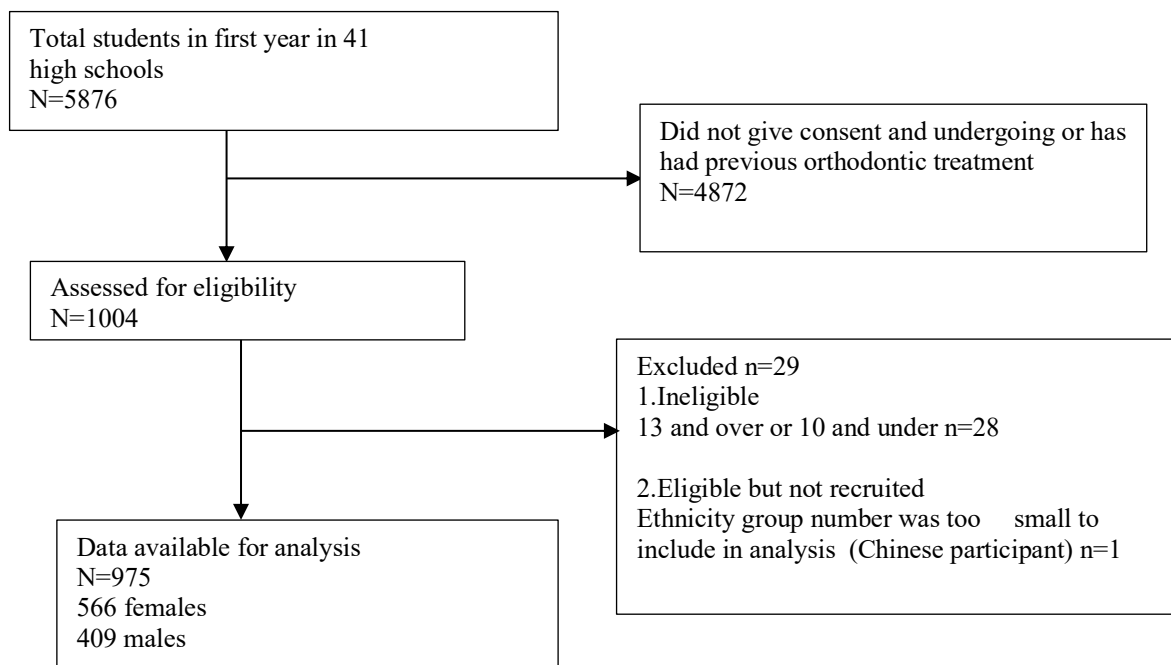 Total students in first year in 41
high schools
N=5876
Did not give consent and undergoing or has
had previous orthodontic treatment
N=4872
Assessed for eligibility
N=1004
Excluded n=29
1.Ineligible
13 and over or 10 and under n=28
2.Eligible but not recruited
Ethnicity group number was too small to
include in analysis (Chinese participant) n=1
Data available for analysis
N=975
566 females
409 males